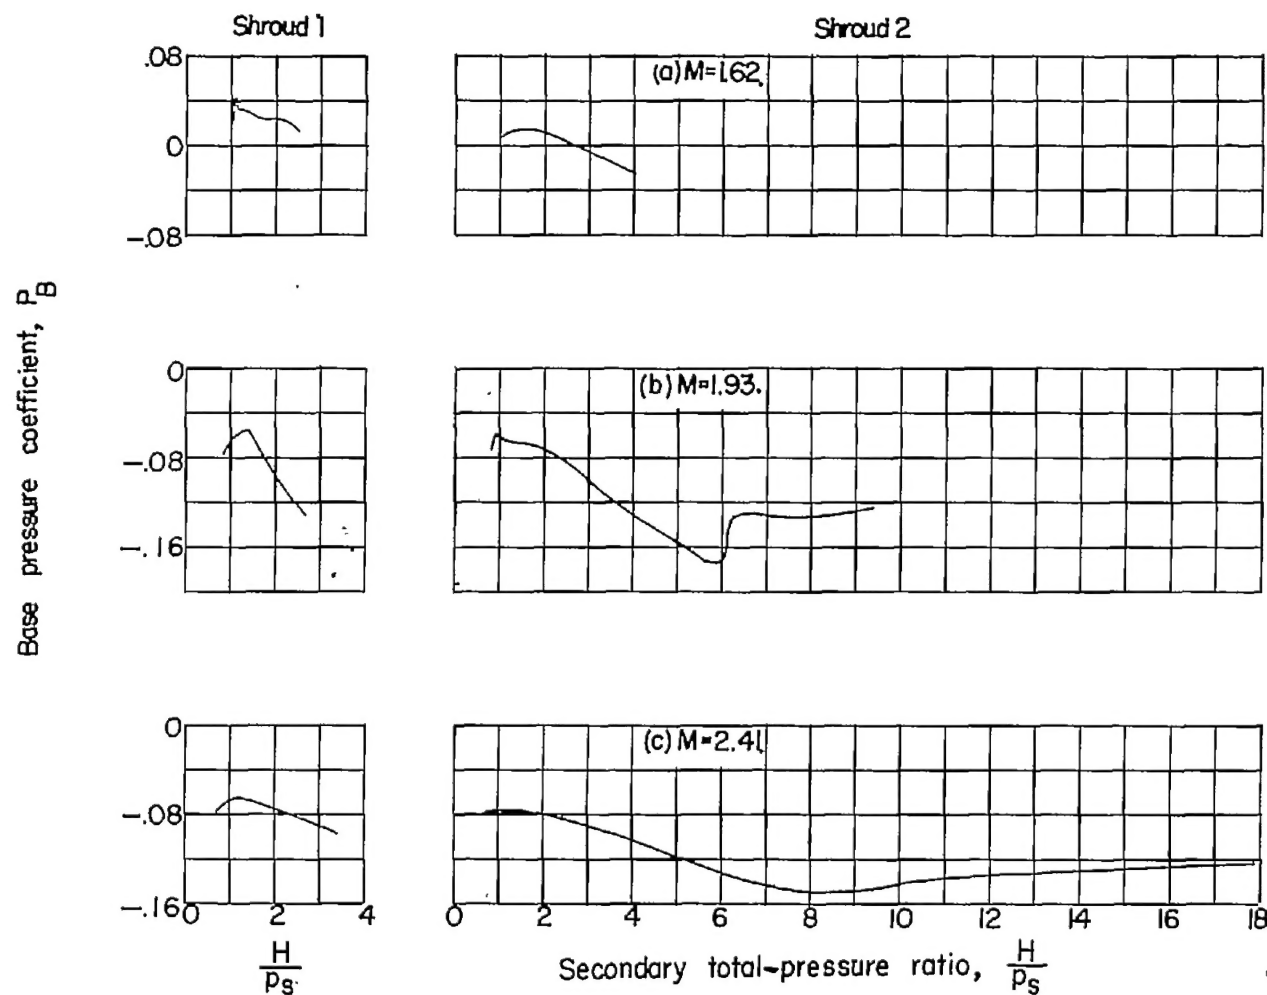 Shroud 1
Shroud 2
.08
0
-.08
(a) M=1.62.
Base pressure coefficient, P_B
0
-.08
-.16
(b) M=1.93.
0
-.08
-.16
(c) M=2.41.
0 2 4
0 2 4 6 8 10 12 14 16 18
H
p_s
Secondary total-pressure ratio, H
p_s